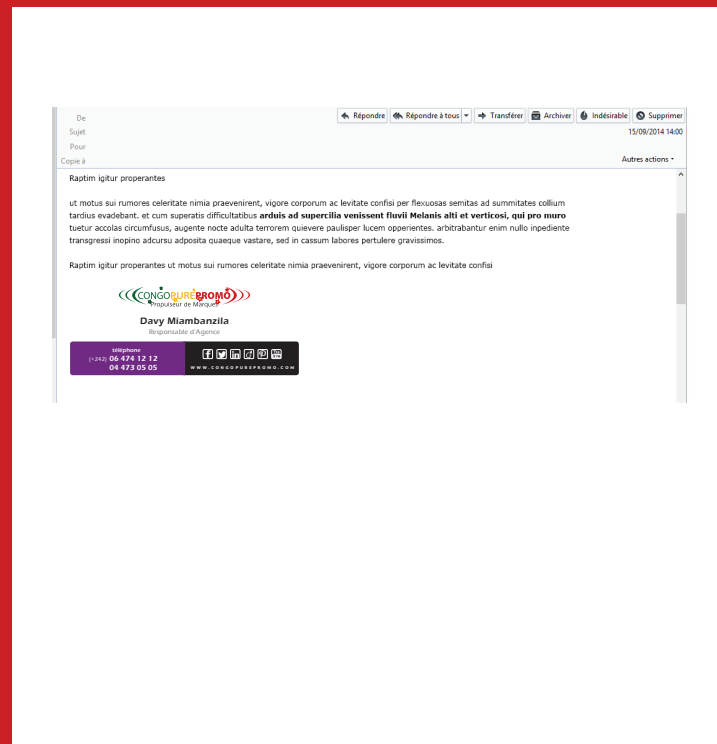 De
Répondre Répondre à tous Transférer Archiver Indésirable Supprimer
Sujet
15/09/2014 14:00
Pour
Copie à
Autres actions
Raptim igitur properantes
ut motus sui rumores celeritate nimia praevenirent, vigore corporum ac levitate confisi per flexuosas semitas ad summitates collium
tardius evadebant. et cum superatis difficultatibus arduis ad supercilia venissent fluvii Melanis alti et verticosi, qui pro muro
tuetur accolas circumfusus, augente nocte adulta terrorem quievere paulisper lucem opperientes. arbitrabantur enim nullo inpediente
transgressi inopino adcursu adposita quaeque vastare, sed in cassum labores pertulere gravissimos.
Raptim igitur properantes ut motus sui rumores celeritate nimia praevenirent, vigore corporum ac levitate confisi
CONGOPUREPROMO
Propulseur de Marques
Davy Miambanzila
Responsable d'Agence
téléphone
(+242) 06 474 12 12
04 473 05 05
WWW.CONGOPUREPROMO.COM